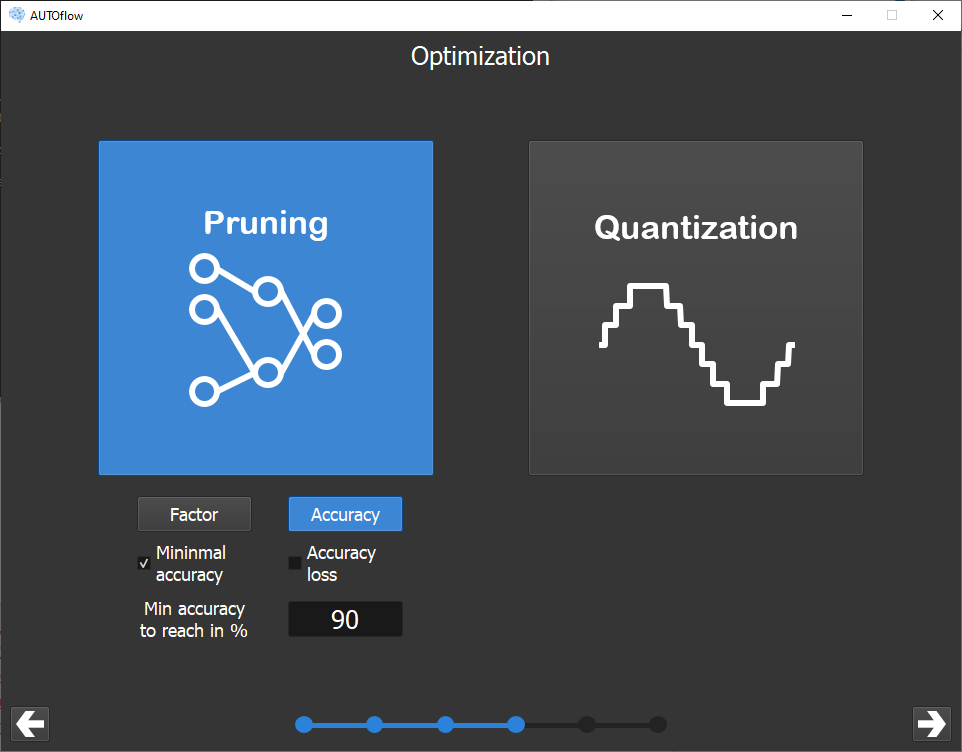 AUTOflow
Optimization
Pruning
Quantization
Factor
Accuracy
Mininmal
accuracy
Accuracy
loss
Min accuracy
to reach in %
90